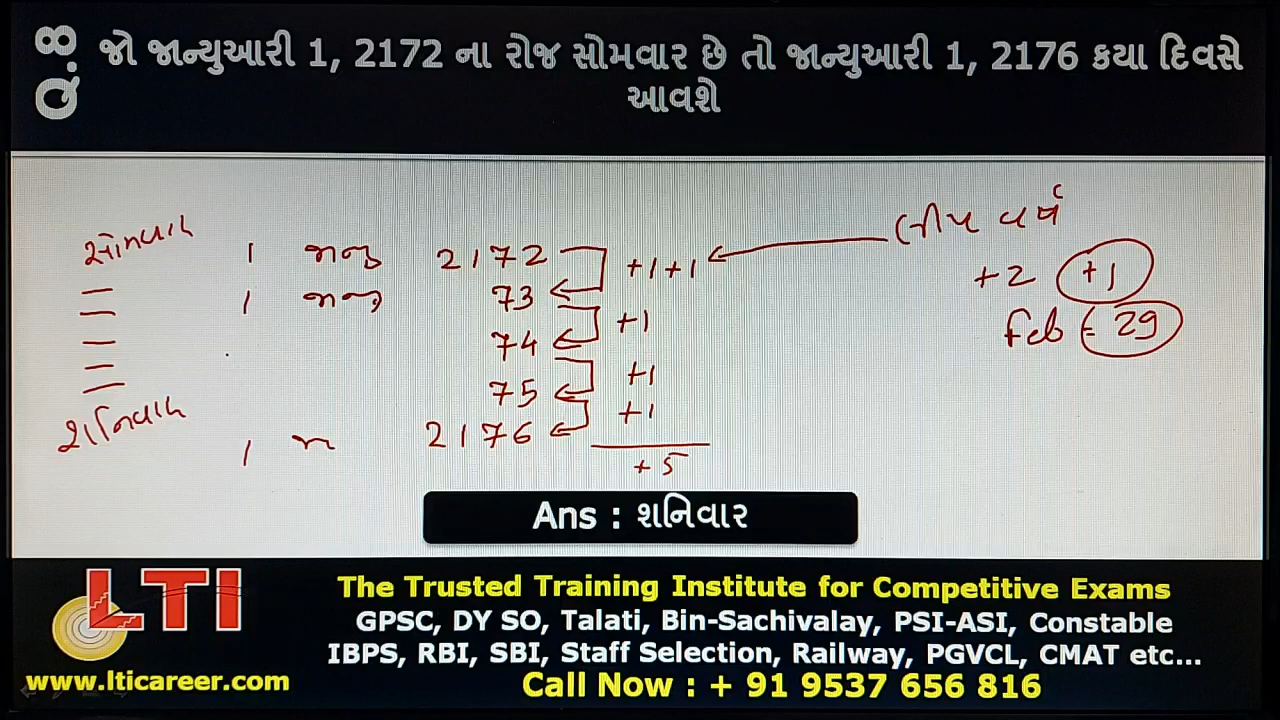 Q.8
જો જાન્યુઆરી 1, 2172 ના રોજ સોમવાર છે તો જાન્યુઆરી 1, 2176 કયા દિવસે
આવશે
લીપ વર્ષ
સોમવાર 1 જાન્યુ 2172 +1+1
+2 +1
1 જાન્યુ 73
+1
Feb = 29
74
+1
75
+1
શનિવાર 1 જ 2176
+5
Ans : શનિવાર
LTI
The Trusted Training Institute for Competitive Exams
GPSC, DY SO, Talati, Bin-Sachivalay, PSI-ASI, Constable
IBPS, RBI, SBI, Staff Selection, Railway, PGVCL, CMAT etc...
www.lticareer.com
Call Now : + 91 9537 656 816